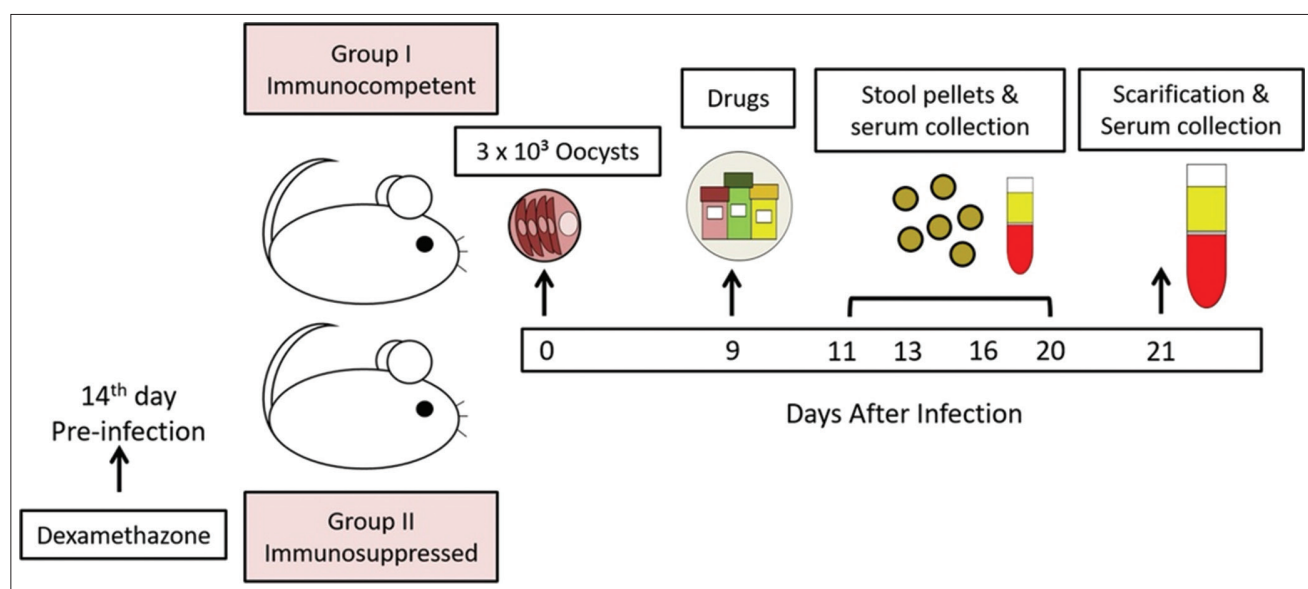 Group I
Immunocompetent
3 x 10³ Oocysts
Drugs
Stool pellets &
serum collection
Scarification &
Serum collection
0 9 11 13 16 20 21
Days After Infection
14th day
Pre-infection
Dexamethazone
Group II
Immunosuppressed